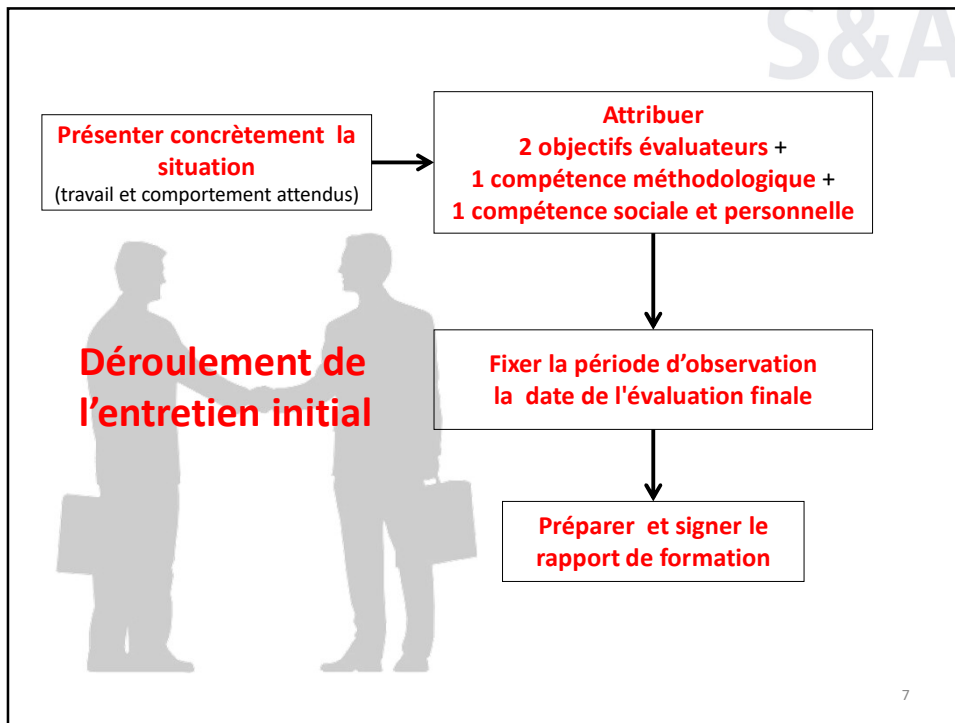 S&A
Présenter concrètement la
situation
(travail et comportement attendus)
Attribuer
2 objectifs évaluateurs +
1 compétence méthodologique +
1 compétence sociale et personnelle
Déroulement de
l’entretien initial
Fixer la période d’observation
la date de l'évaluation finale
Préparer et signer le
rapport de formation
7